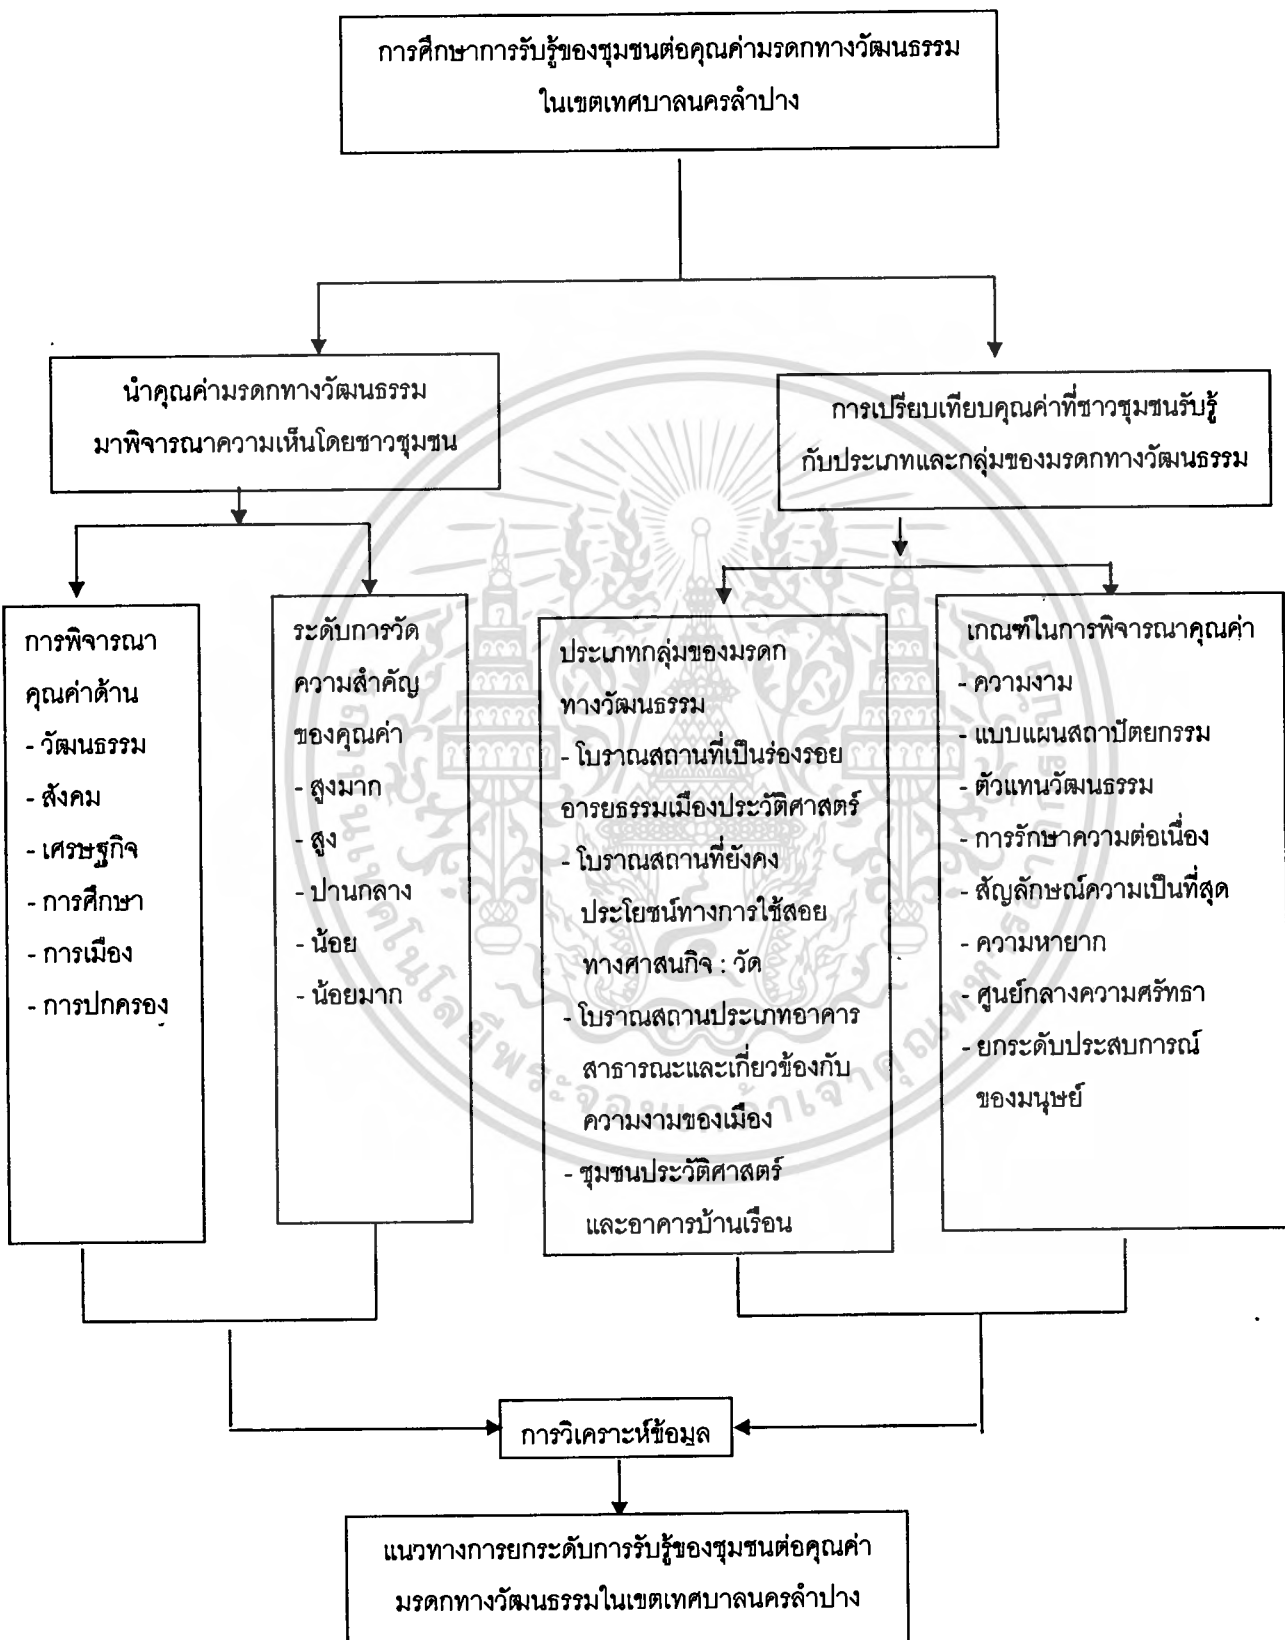 การศึกษาการรับรู้ของชุมชนต่อคุณค่ามรดกทางวัฒนธรรม
ในเขตเทศบาลนครลำปาง
นำคุณค่ามรดกทางวัฒนธรรม
มาพิจารณาความเห็นโดยชาวชุมชน
การเปรียบเทียบคุณค่าที่ชาวชุมชนรับรู้
กับประเภทและกลุ่มของมรดกทางวัฒนธรรม
การพิจารณา
คุณค่าด้าน
- วัฒนธรรม
- สังคม
- เศรษฐกิจ
- การศึกษา
- การเมือง
- การปกครอง
ระดับการวัด
ความสำคัญ
ของคุณค่า
- สูงมาก
- สูง
- ปานกลาง
- น้อย
- น้อยมาก
ประเภทกลุ่มของมรดก
ทางวัฒนธรรม
- โบราณสถานที่เป็นร่องรอย
อารยธรรมเมืองประวัติศาสตร์
- โบราณสถานที่ยังคง
ประโยชน์ทางการใช้สอย
ทางศาสนกิจ : วัด
- โบราณสถานประเภทอาคาร
สาธารณะและเกี่ยวข้องกับ
ความงามของเมือง
- ชุมชนประวัติศาสตร์
และอาคารบ้านเรือน
เกณฑ์ในการพิจารณาคุณค่า
- ความงาม
- แบบแผนสถาปัตยกรรม
- ตัวแทนวัฒนธรรม
- การรักษาความต่อเนื่อง
- สัญลักษณ์ความเป็นที่สุด
- ความหายาก
- ศูนย์กลางความศรัทธา
- ยกระดับประสบการณ์
ของมนุษย์
การวิเคราะห์ข้อมูล
แนวทางการยกระดับการรับรู้ของชุมชนต่อคุณค่า
มรดกทางวัฒนธรรมในเขตเทศบาลนครลำปาง